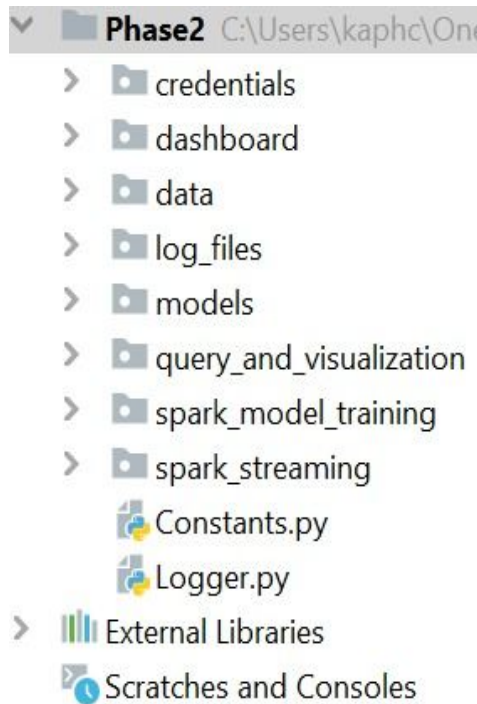 Phase2 C:\Users\kaphc\One
credentials
dashboard
data
log_files
models
query_and_visualization
spark_model_training
spark_streaming
Constants.py
Logger.py
External Libraries
Scratches and Consoles